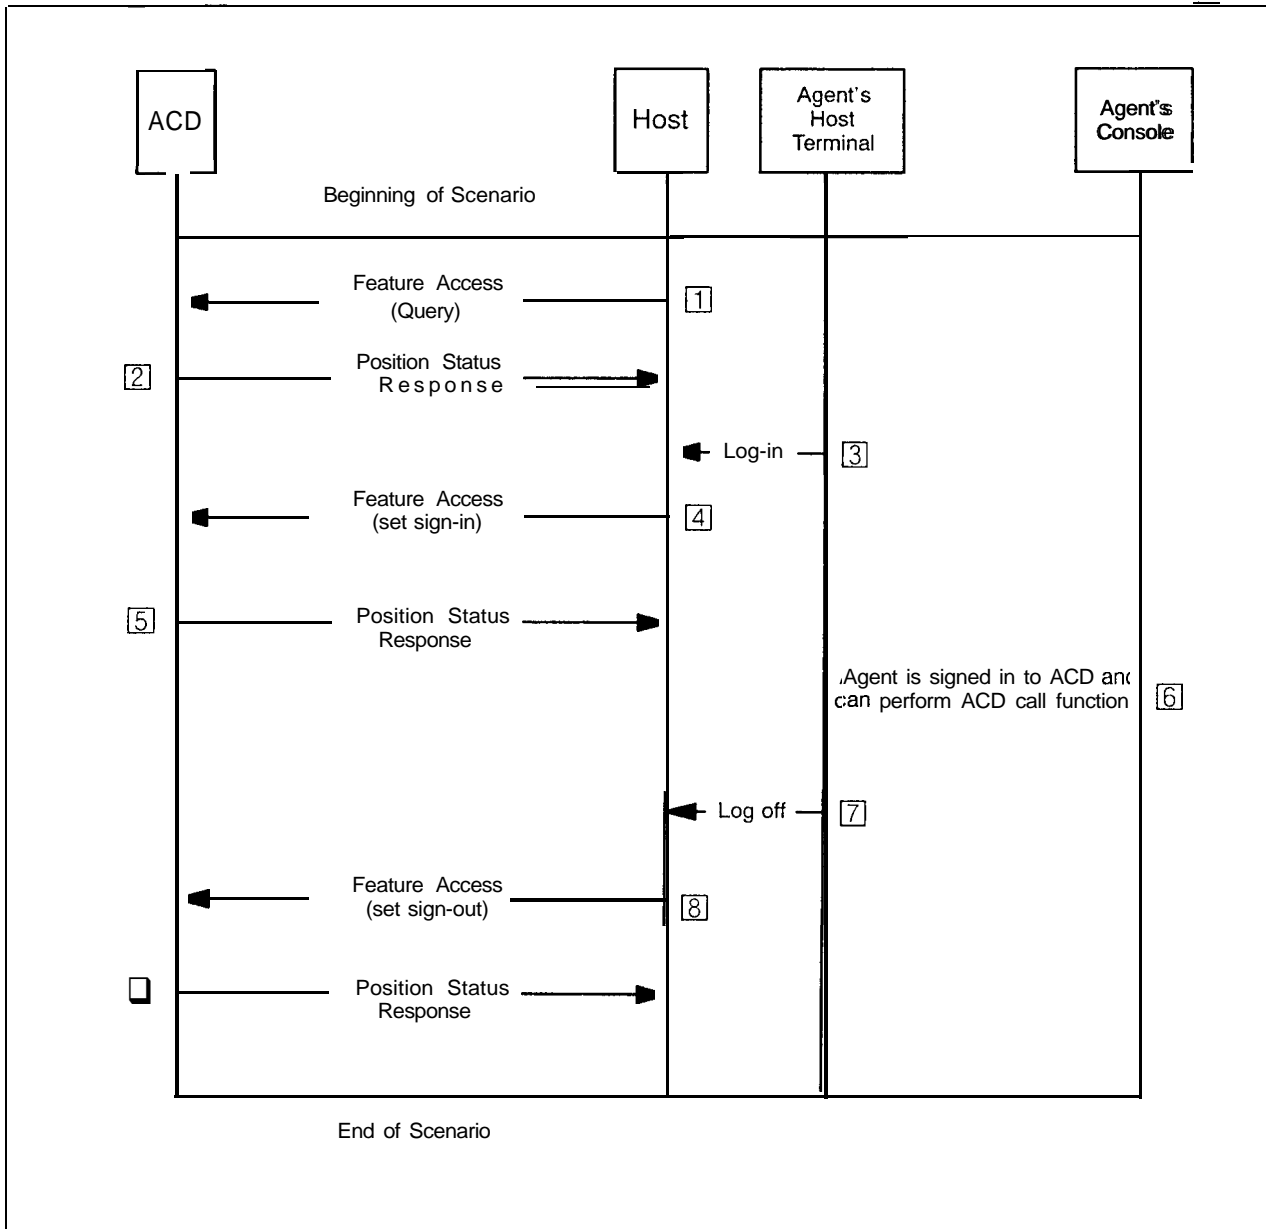 ACD
Host
Agent's
Host
Terminal
Agent's
Console
Beginning of Scenario
Feature Access
(Query)
1
2
Position Status
Response
Log-in
3
Feature Access
(set sign-in)
4
5
Position Status
Response
Agent is signed in to ACD and
can perform ACD call function
6
Log off
7
Feature Access
(set sign-out)
8
Position Status
Response
End of Scenario